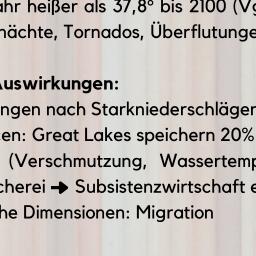 ahr heißer als 37,8° bis 2100 (Vg
nächte, Tornados, Überflutunge
Auswirkungen:
ngen nach Starkniederschläger
en: Great Lakes speichern 20%
(Verschmutzung, Wassertemp
cherei → Subsistenzwirtschaft e
he Dimensionen: Migration